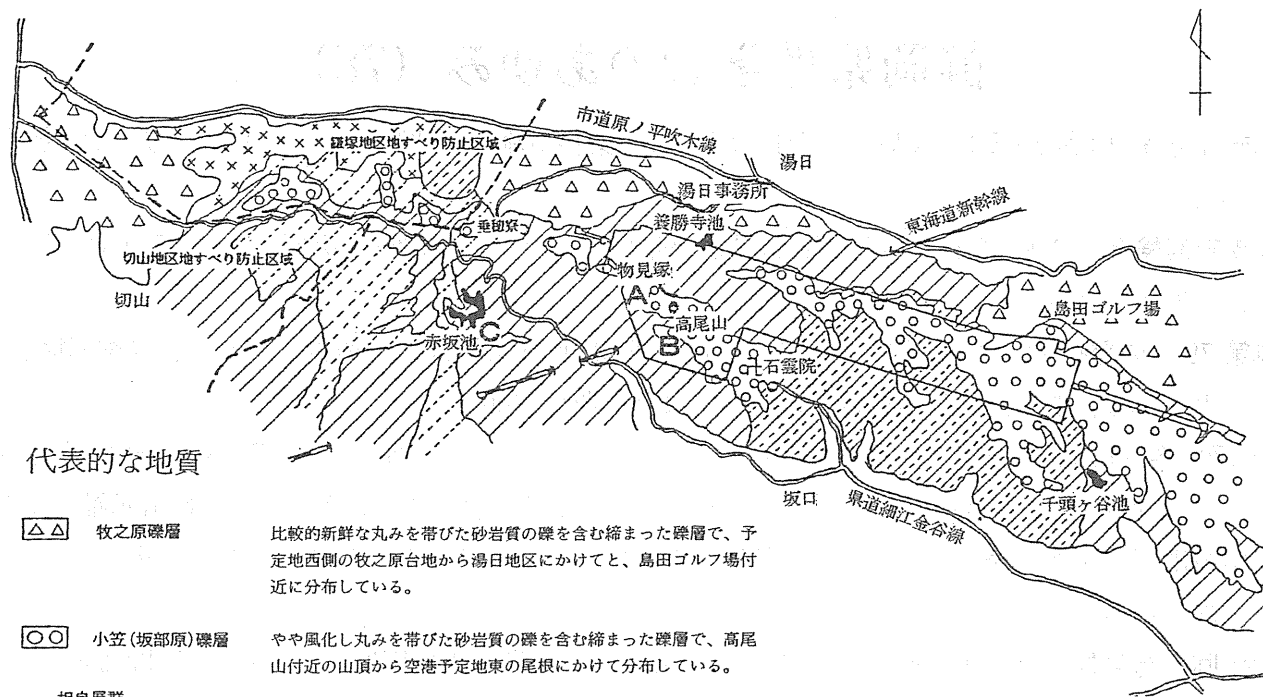 市道原ノ平吹木線
湯日
鎌塚地区地すべり防止区域
湯日事務所
養勝寺池
東海道新幹線
垂砌寮
切山地区地すべり防止区域
切山
物見塚
A
高尾山
B
石雲院
C
赤坂池
島田ゴルフ場
千頭ヶ谷池
坂口
県道細江金谷線
代表的な地質
牧之原礫層
比較的新鮮な丸みを帯びた砂岩質の礫を含む締まった礫層で、予
定地西側の牧之原台地から湯日地区にかけてと、島田ゴルフ場付
近に分布している。
小笠(坂部原)礫層
やや風化し丸みを帯びた砂岩質の礫を含む締まった礫層で、高尾
山付近の山頂から空港予定地東の尾根にかけて分布している。